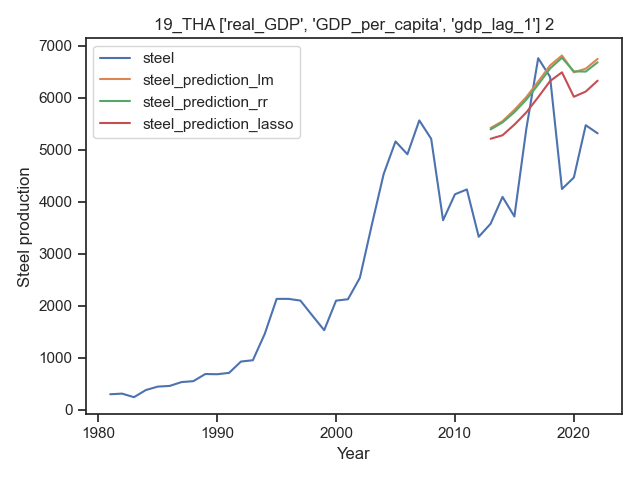 19_THA ['real_GDP', 'GDP_per_capita', 'gdp_lag_1'] 2
steel
steel_prediction_lm
steel_prediction_rr
steel_prediction_lasso
Steel production
7000
6000
5000
4000
3000
2000
1000
0
1980
1990
2000
2010
2020
Year